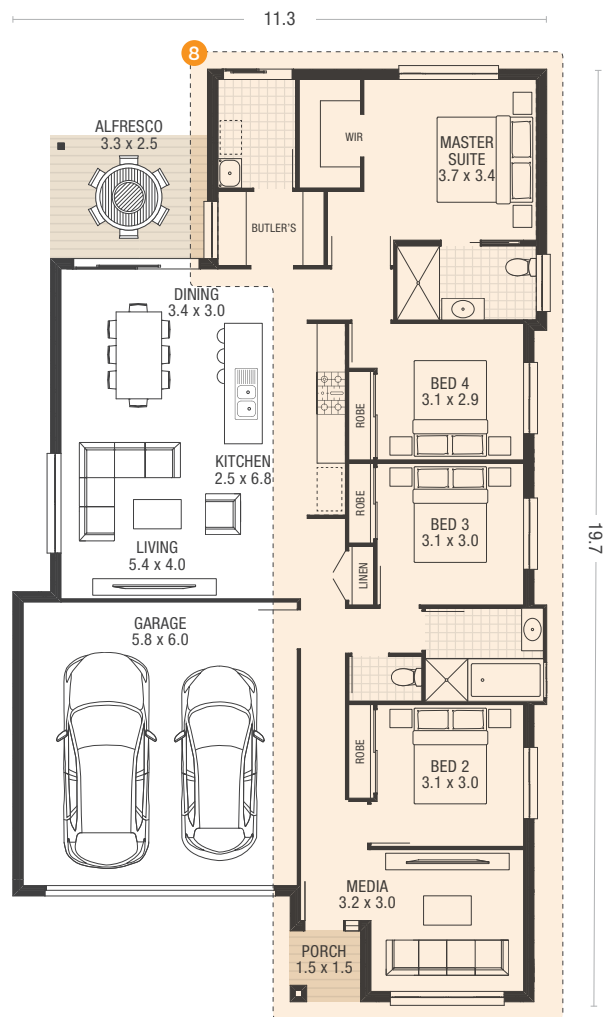 11.3
8
ALFRESCO
3.3 x 2.5
WIR
MASTER
SUITE
3.7 x 3.4
BUTLER'S
DINING
3.4 x 3.0
BED 4
3.1 x 2.9
ROBE
KITCHEN
2.5 x 6.8
ROBE
BED 3
3.1 x 3.0
19.7
LIVING
5.4 x 4.0
LINEN
GARAGE
5.8 x 6.0
ROBE
BED 2
3.1 x 3.0
MEDIA
3.2 x 3.0
PORCH
1.5 x 1.5